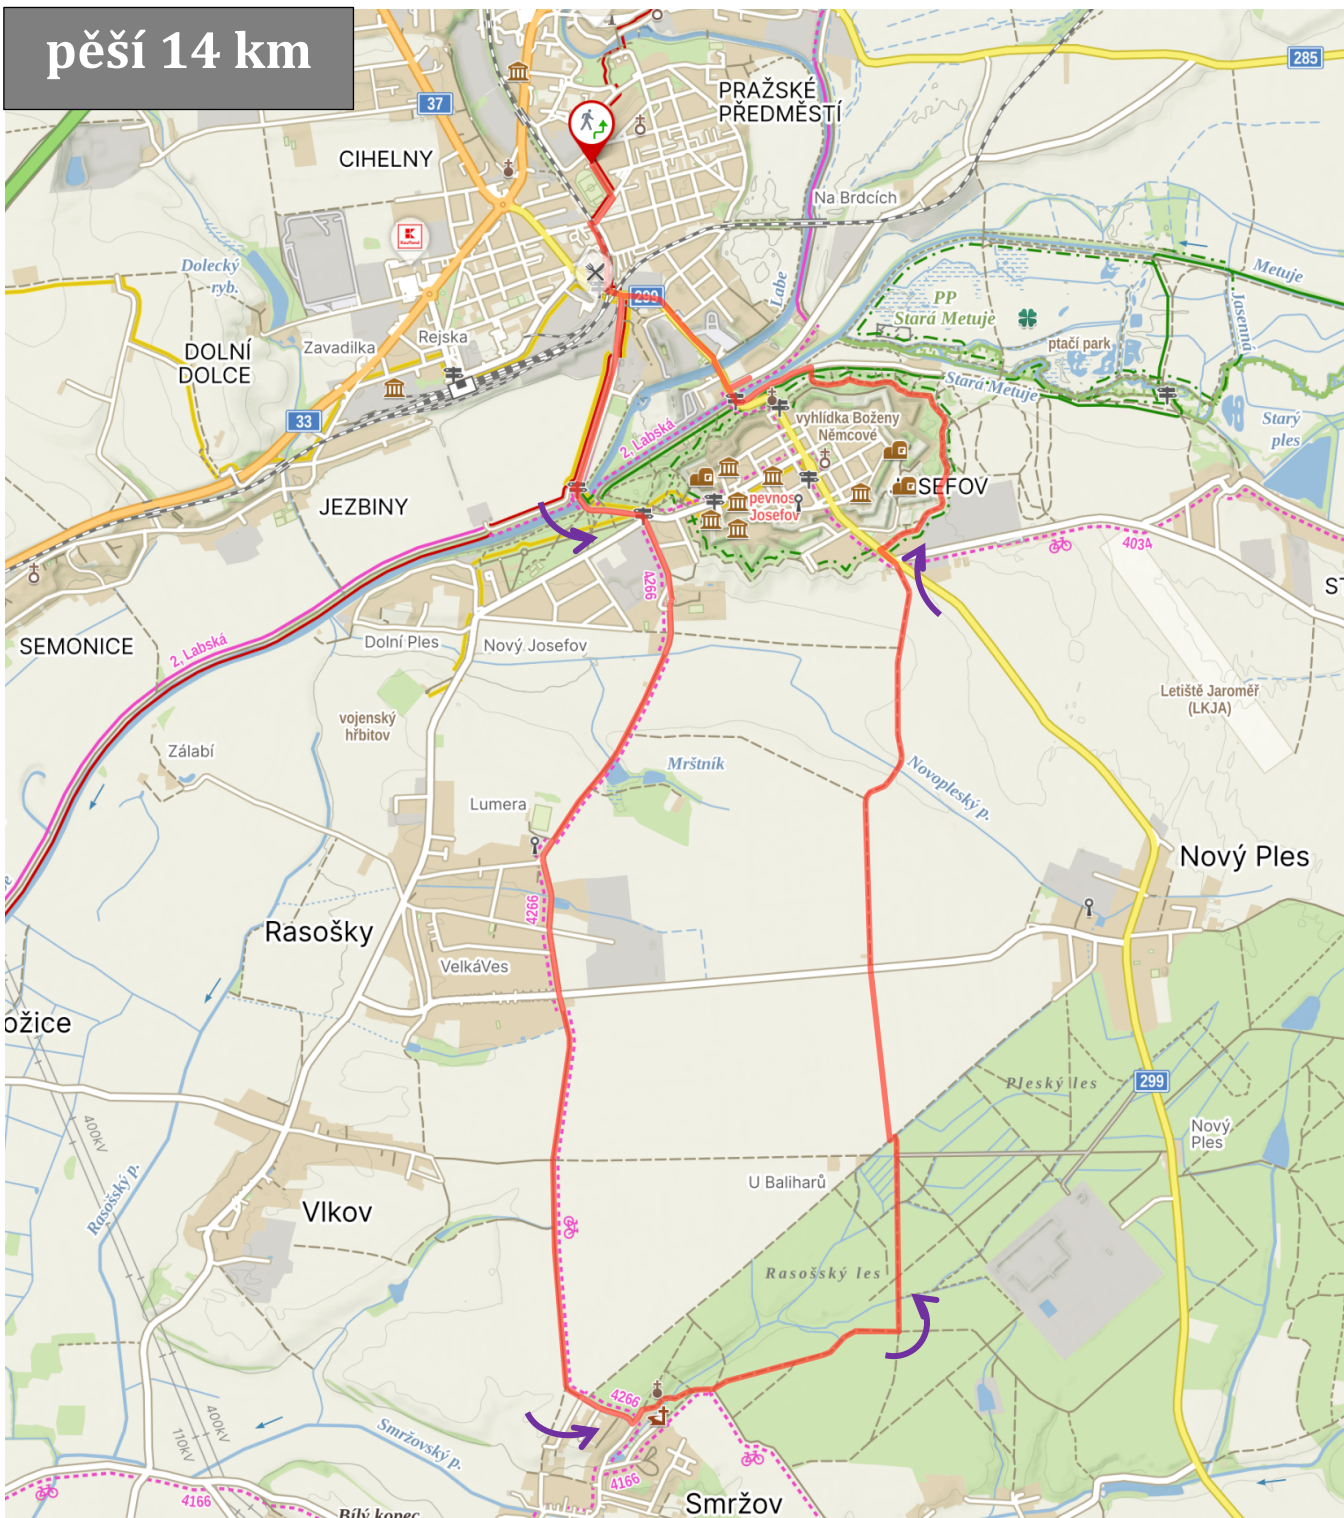 pěší 14 km
285
37
PRAŽSKÉ
PŘEDMĚSTÍ
CIHELNY
Na Brdcích
Kaufland
Dolecký
ryb.
Labe
Metuje
299
PP
Stará Metuje
Jasenná
Rejska
Zavadilka
ptačí park
DOLNÍ
DOLCE
Stará Metuje
33
2, Labská
vyhlídka Boženy
Němcové
Starý
ples
JEZBINY
pevnos
Josefov
SEFOV
4034
4266
ST
SEMONICE
2, Labská
Dolní Ples
Nový Josefov
Letiště Jaroměř
(LKJA)
vojenský
hřbitov
Zálabí
Mrštník
Novopleský p.
Lumera
Nový Ples
4266
Rasošky
VelkáVes
ožice
Pleský les
299
400kV
Nový
Ples
Rasošský p.
U Baliharů
Vlkov
Rasošský les
4266
400kV
110kV
Smržovský p.
4166
4166
Smržov
Bílý kopec